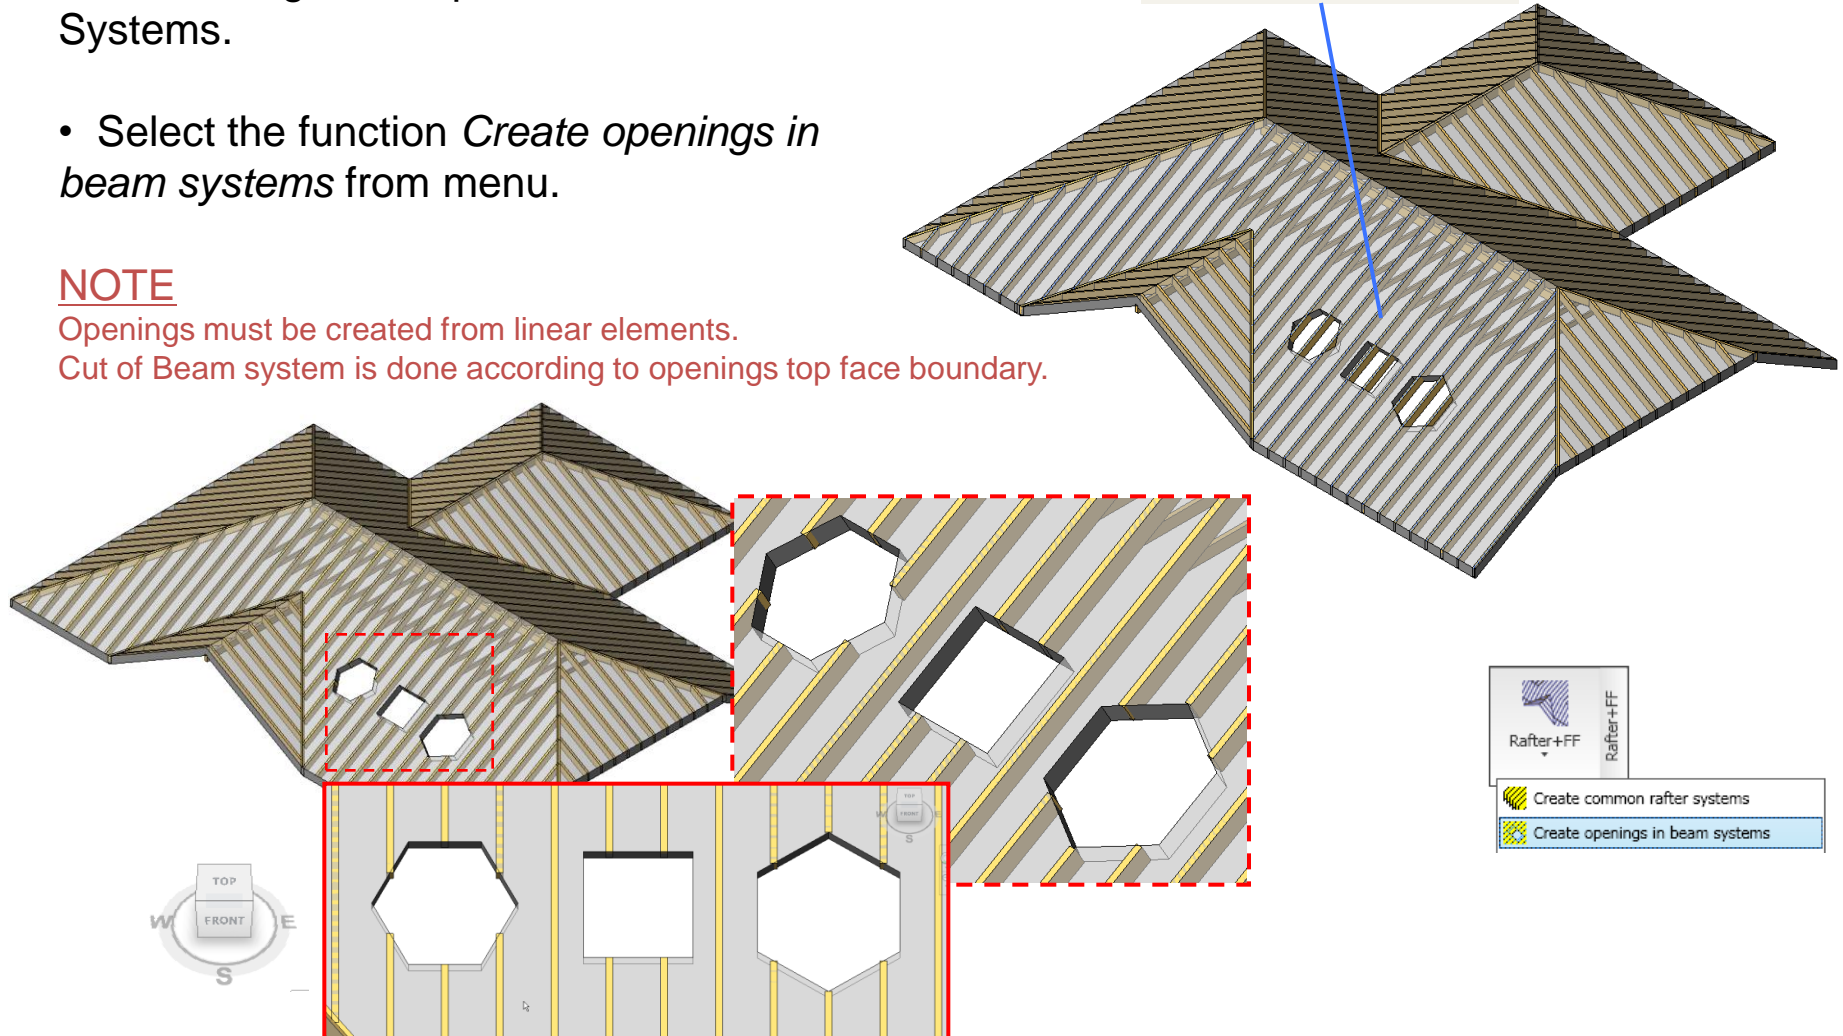 Systems.
• Select the function Create openings in
beam systems from menu.
NOTE
Openings must be created from linear elements.
Cut of Beam system is done according to openings top face boundary.
Rafter+FF
Rafter+FF
Create common rafter systems
Create openings in beam systems
TOP
FRONT
W
E
S
TOP
FRONT
W
E
S